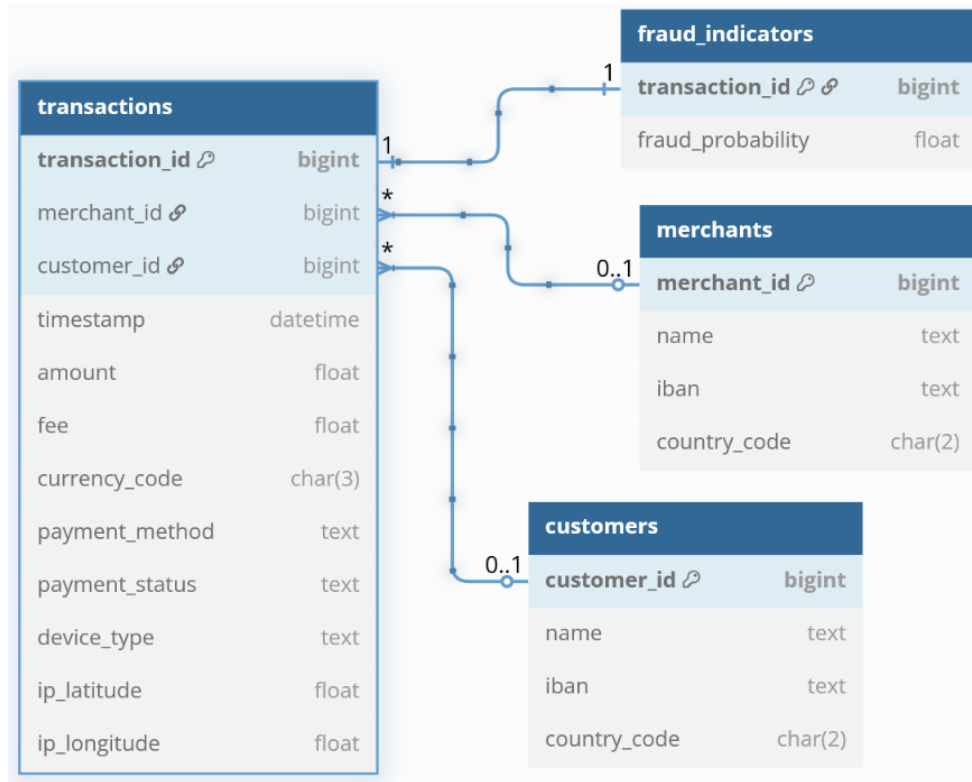 transactions
transaction_id bigint
merchant_id bigint
customer_id bigint
timestamp datetime
amount float
fee float
currency_code char(3)
payment_method text
payment_status text
device_type text
ip_latitude float
ip_longitude float
1
*
*
1
0..1
0..1
fraud_indicators
transaction_id bigint
fraud_probability float
merchants
merchant_id bigint
name text
iban text
country_code char(2)
customers
customer_id bigint
name text
iban text
country_code char(2)